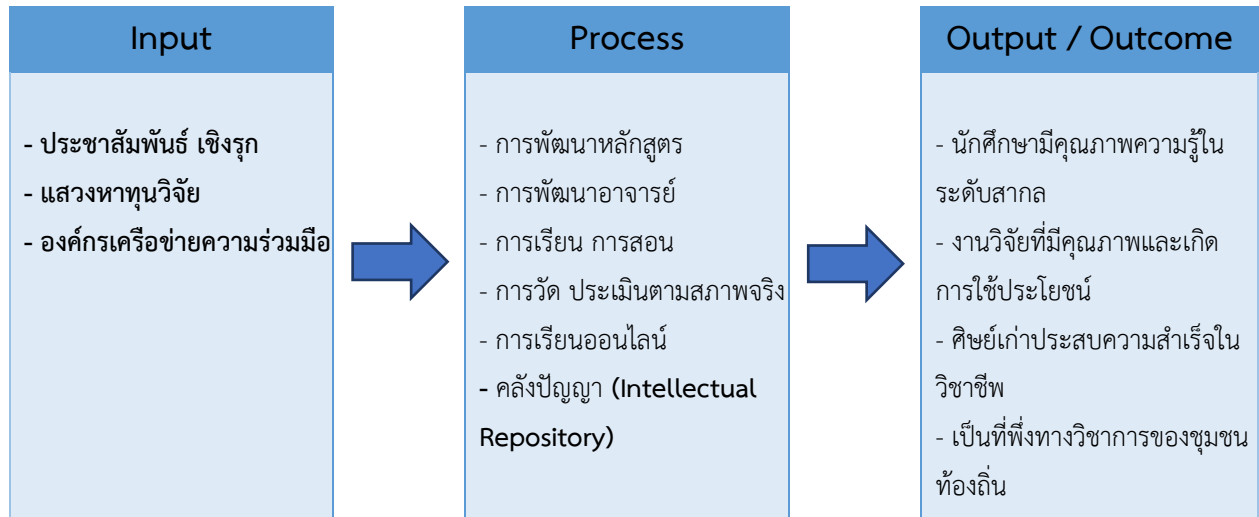 Input
- ประชาสัมพันธ์ เชิงรุก
- แสวงหาทุนวิจัย
- องค์กรเครือข่ายความร่วมมือ
Process
- การพัฒนาหลักสูตร
- การพัฒนาอาจารย์
- การเรียน การสอน
- การวัด ประเมินตามสภาพจริง
- การเรียนออนไลน์
- คลังปัญญา (Intellectual
Repository)
Output / Outcome
- นักศึกษามีคุณภาพความรู้ใน
ระดับสากล
- งานวิจัยที่มีคุณภาพและเกิด
การใช้ประโยชน์
- ศิษย์เก่าประสบความสำเร็จใน
วิชาชีพ
- เป็นที่พึ่งทางวิชาการของชุมชน
ท้องถิ่น